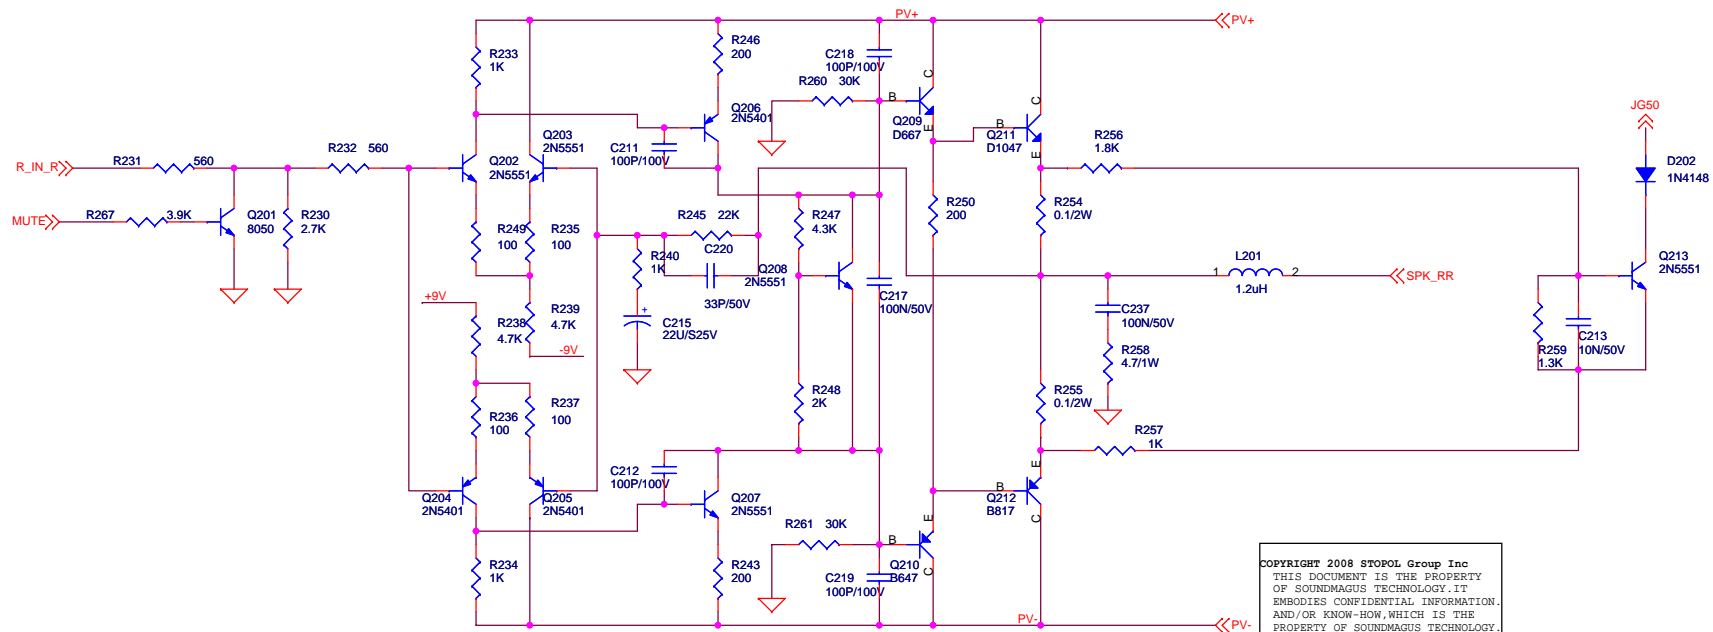 PV+
PV+
R246
200
R233
1K
C218
100P/100V
R260 30K
C
B
C
Q206
2N5401
Q209
D667
E
B
Q211
D1047
E
R256
1.8K
JG50
Q203
2N5551
C211
100P/100V
R231 560
R232 560
R_IN_R
Q202
2N5551
D202
1N4148
MUTE
R267 3.9K
Q201
8050
R230
2.7K
R249
100
R235
100
R245 22K
R247
4.3K
R250
200
R254
0.1/2W
R240
1K
C220
33P/50V
Q208
2N5551
L201
1 2
1.2uH
SPK_RR
Q213
2N5551
+9V
R238
4.7K
R239
4.7K
-9V
C215
+
22U/S25V
C217
100N/50V
C237
100N/50V
R258
4.7/1W
R259
1.3K
C213
10N/50V
R236
100
R237
100
R248
2K
R255
0.1/2W
R257
1K
C212
100P/100V
E
B
Q212
B817
C
Q204
2N5401
Q205
2N5401
Q207
2N5551
R261 30K
E
B
Q210
B647
C
R234
1K
R243
200
C219
100P/100V
PV-
PV-
COPYRIGHT 2008 STOPOL Group Inc
THIS DOCUMENT IS THE PROPERTY
OF SOUNDMAGUS TECHNOLOGY.IT
EMBODIES CONFIDENTIAL INFORMATION.
AND/OR KNOW-HOW,WHICH IS THE
PROPERTY OF SOUNDMAGUS TECHNOLOGY.